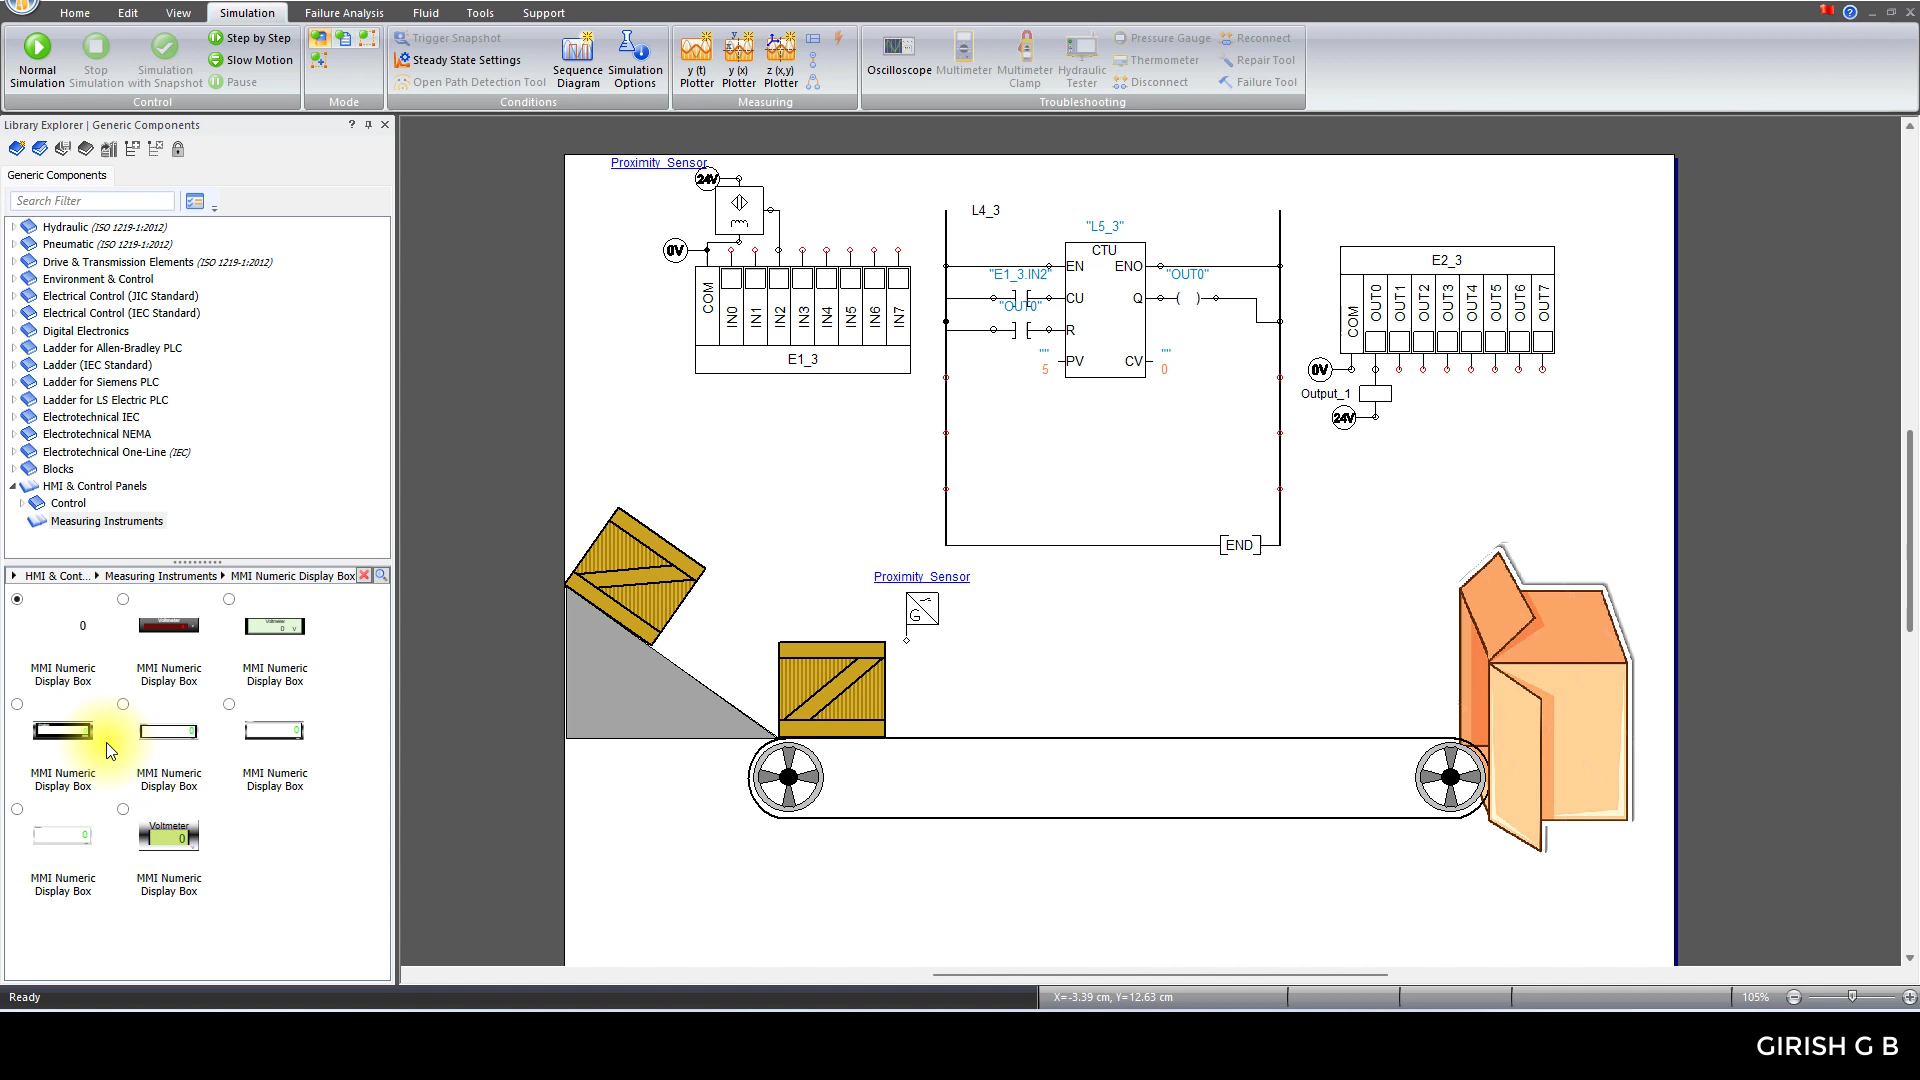 Home Edit View Simulation Failure Analysis Fluid Tools Support
Normal Simulation
Stop Simulation
Simulation with Snapshot
Step by Step
Slow Motion
Pause
Control
Mode
Trigger Snapshot
Steady State Settings
Open Path Detection Tool
Sequence Diagram
Simulation Options
Conditions
y (t) Plotter
y (x) Plotter
z (x,y) Plotter
Measuring
Oscilloscope
Multimeter
Multimeter Clamp
Hydraulic Tester
Pressure Gauge
Thermometer
Disconnect
Reconnect
Repair Tool
Failure Tool
Troubleshooting
Library Explorer | Generic Components
Generic Components
Search Filter
Hydraulic (ISO 1219-1:2012)
Pneumatic (ISO 1219-1:2012)
Drive & Transmission Elements (ISO 1219-1:2012)
Environment & Control
Electrical Control (JIC Standard)
Electrical Control (IEC Standard)
Digital Electronics
Ladder for Allen-Bradley PLC
Ladder (IEC Standard)
Ladder for Siemens PLC
Ladder for LS Electric PLC
Electrotechnical IEC
Electrotechnical NEMA
Electrotechnical One-Line (IEC)
Blocks
HMI & Control Panels
Control
Measuring Instruments
HMI & Cont... Measuring Instruments MMI Numeric Display Box
0
Voltmeter
Voltmeter
0 V
MMI Numeric Display Box
MMI Numeric Display Box
MMI Numeric Display Box
0
0
MMI Numeric Display Box
MMI Numeric Display Box
MMI Numeric Display Box
0
Voltmeter
0
MMI Numeric Display Box
MMI Numeric Display Box
Proximity_Sensor
24V
0V
COM IN0 IN1 IN2 IN3 IN4 IN5 IN6 IN7
E1_3
L4_3
"L5_3"
CTU
EN ENO
"E1_3.IN2"
"OUT0"
CU Q
"OUT0"
R
"" PV CV ""
5 0
END
E2_3
COM OUT0 OUT1 OUT2 OUT3 OUT4 OUT5 OUT6 OUT7
0V
Output_1
24V
Proximity_Sensor
G
Ready
X=-3.39 cm, Y=12.63 cm
105%
GIRISH G B